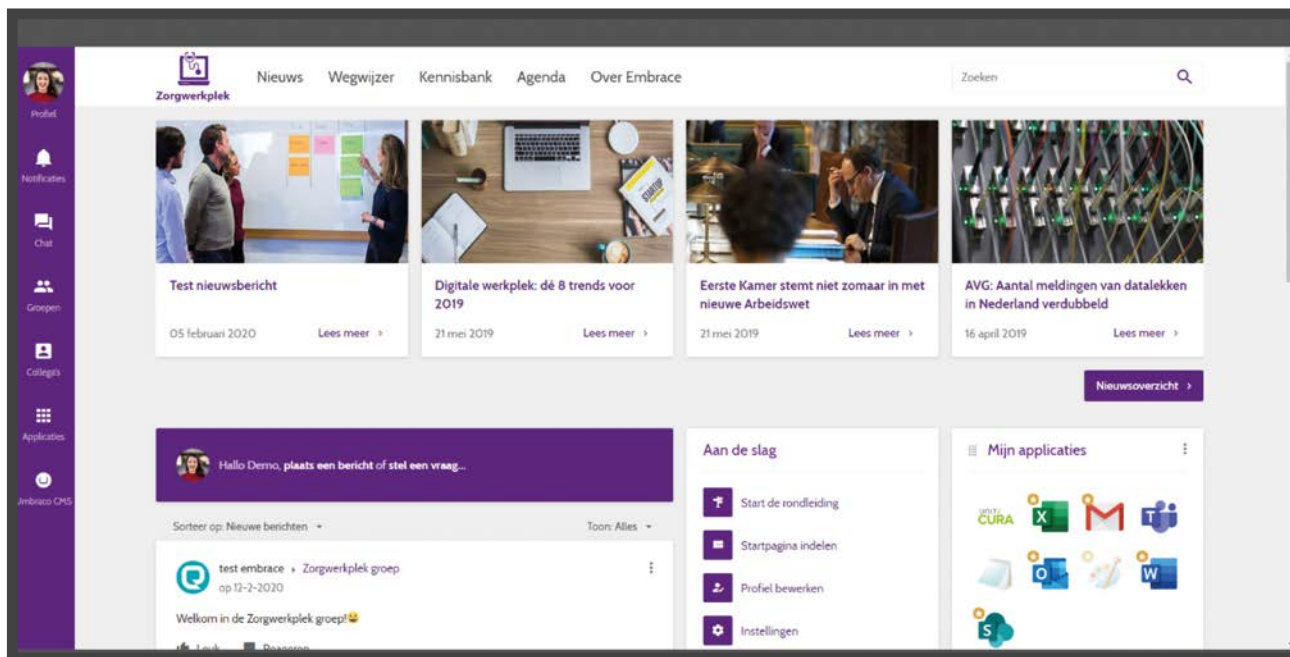 Profiel
Notificaties
Chat
Groepen
Collega's
Applicaties
Umbraco CMS
Zorgwerkplek
Nieuws Wegwijzer Kennisbank Agenda Over Embrace
Zoeken
Test nieuwsbericht
05 februari 2020 Lees meer
Digitale werkplek: dé 8 trends voor
2019
21 mei 2019 Lees meer
Eerste Kamer stemt niet zomaar in met
nieuwe Arbeidswet
21 mei 2019 Lees meer
AVG: Aantal meldingen van datalekken
in Nederland verdubbeld
16 april 2019 Lees meer
Nieuwsoverzicht
Hallo Demo, plaats een bericht of stel een vraag...
Sorteer op: Nieuwe berichten Toon: Alles
test embrace › Zorgwerkplek groep
op 12-2-2020
Welkom in de Zorgwerkplek groep!😀
Leuk Reageren
Aan de slag
Start de rondleiding
Startpagina indelen
Profiel bewerken
Instellingen
Mijn applicaties
CURA